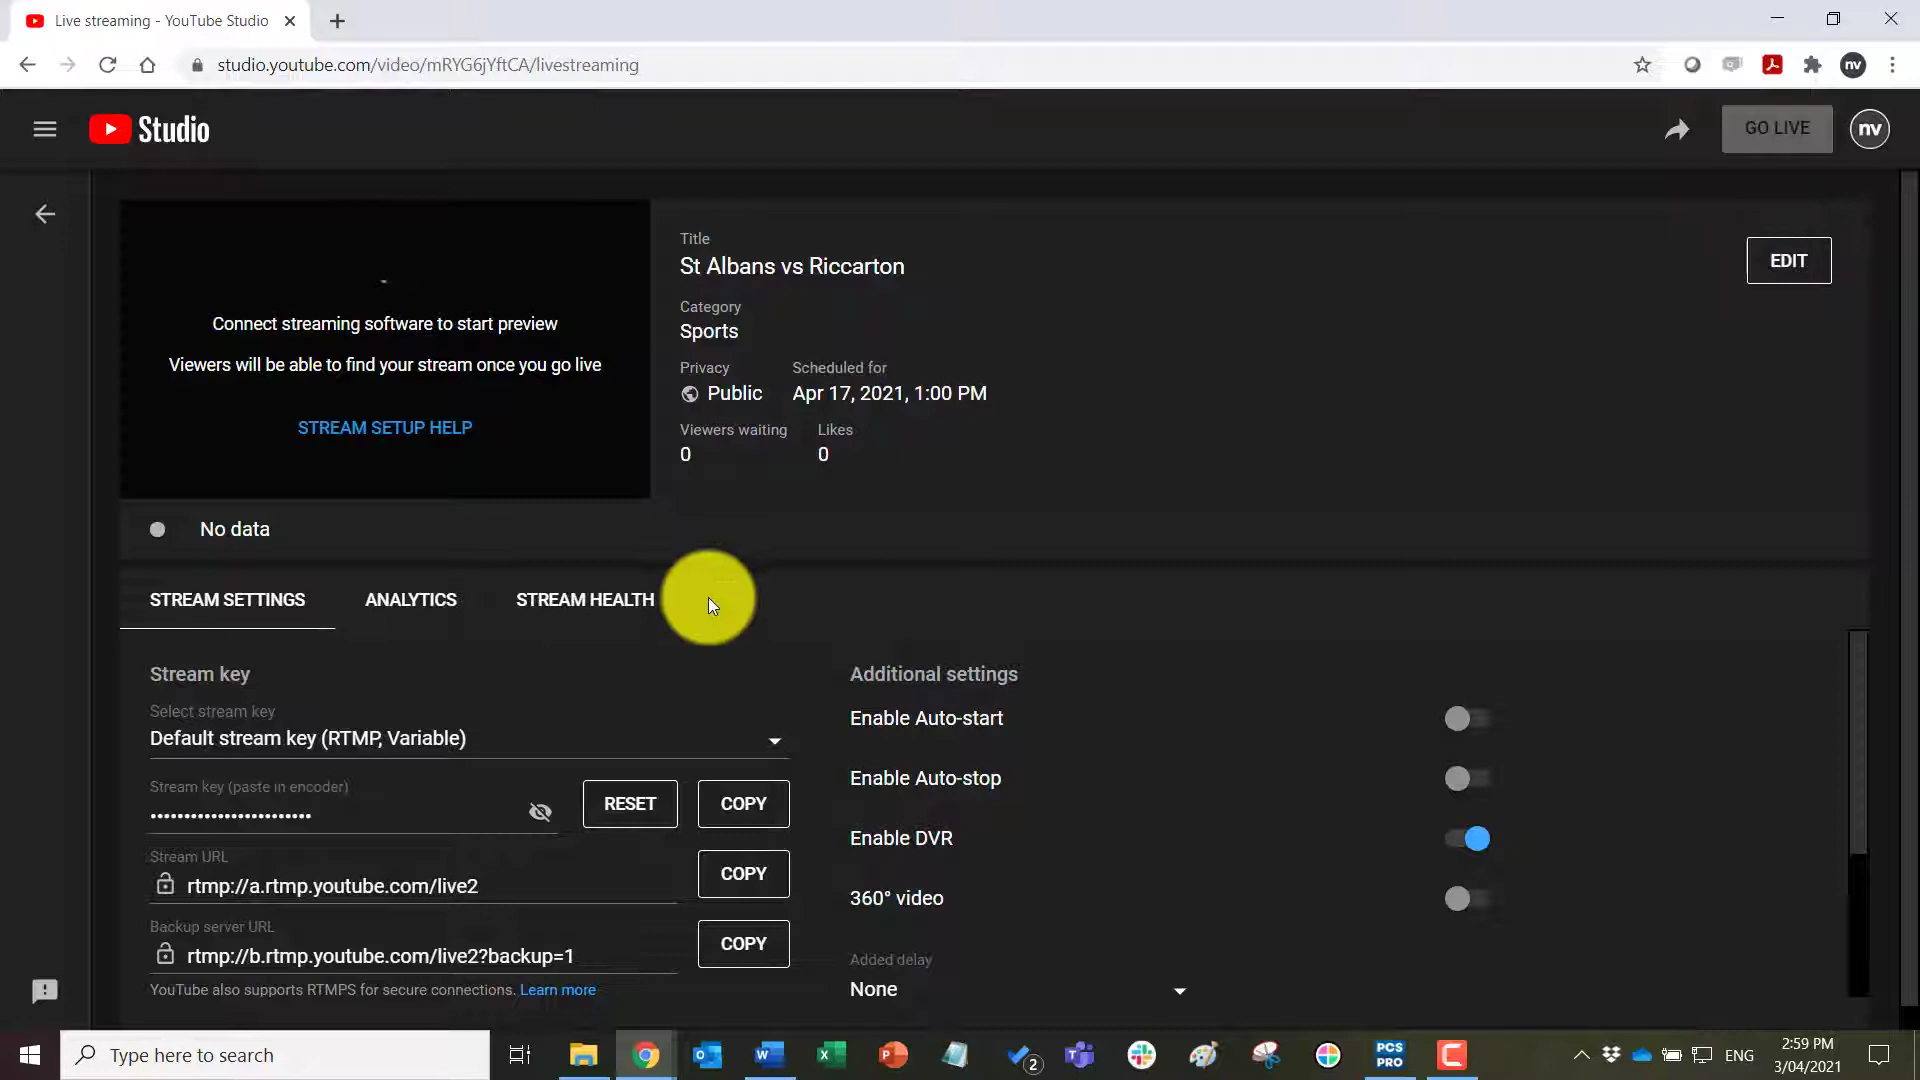 Live streaming - YouTube Studio
studio.youtube.com/video/mRYG6jYftCA/livestreaming
nv
Studio
GO LIVE
nv
Connect streaming software to start preview
Viewers will be able to find your stream once you go live
STREAM SETUP HELP
Title
St Albans vs Riccarton
EDIT
Category
Sports
Privacy
Scheduled for
Public
Apr 17, 2021, 1:00 PM
Viewers waiting
Likes
0
0
No data
STREAM SETTINGS
ANALYTICS
STREAM HEALTH
Stream key
Select stream key
Default stream key (RTMP, Variable)
Stream key (paste in encoder)
••••••••••••••••••••••••
RESET
COPY
Stream URL
rtmp://a.rtmp.youtube.com/live2
COPY
Backup server URL
rtmp://b.rtmp.youtube.com/live2?backup=1
COPY
YouTube also supports RTMPS for secure connections. Learn more
Additional settings
Enable Auto-start
Enable Auto-stop
Enable DVR
360° video
Added delay
None
Type here to search
2
PCS
PRO
ENG
2:59 PM
3/04/2021